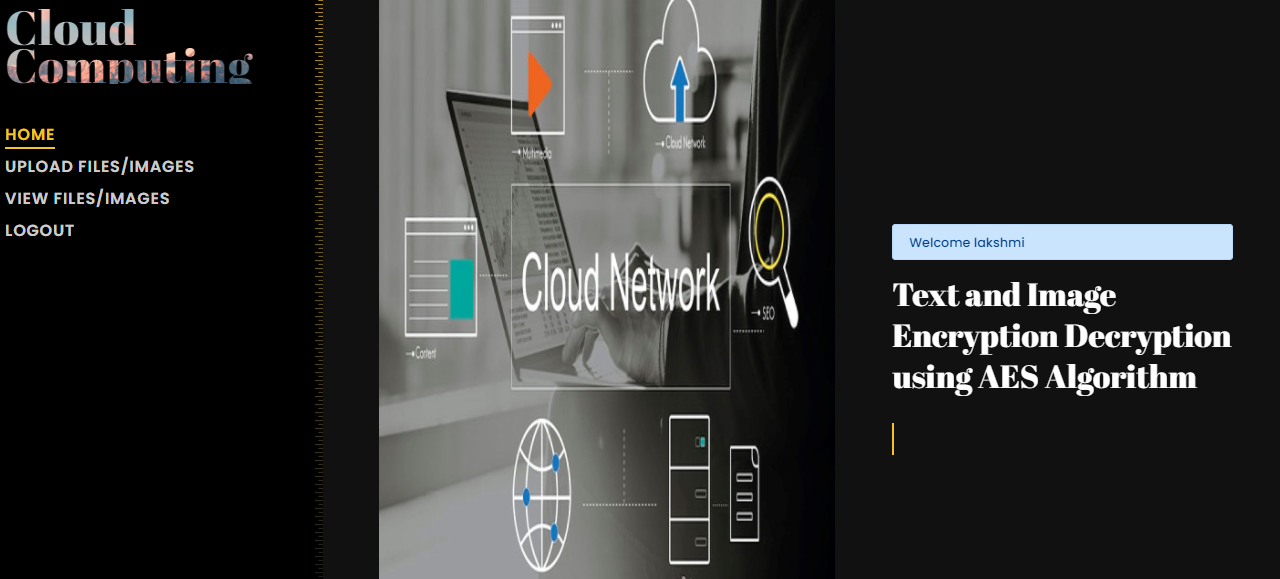 Cloud
Computing
HOME
UPLOAD FILES/IMAGES
VIEW FILES/IMAGES
LOGOUT
Multimedia
Cloud Network
Cloud Network
SEO
Content
Welcome lakshmi
Text and Image
Encryption Decryption
using AES Algorithm